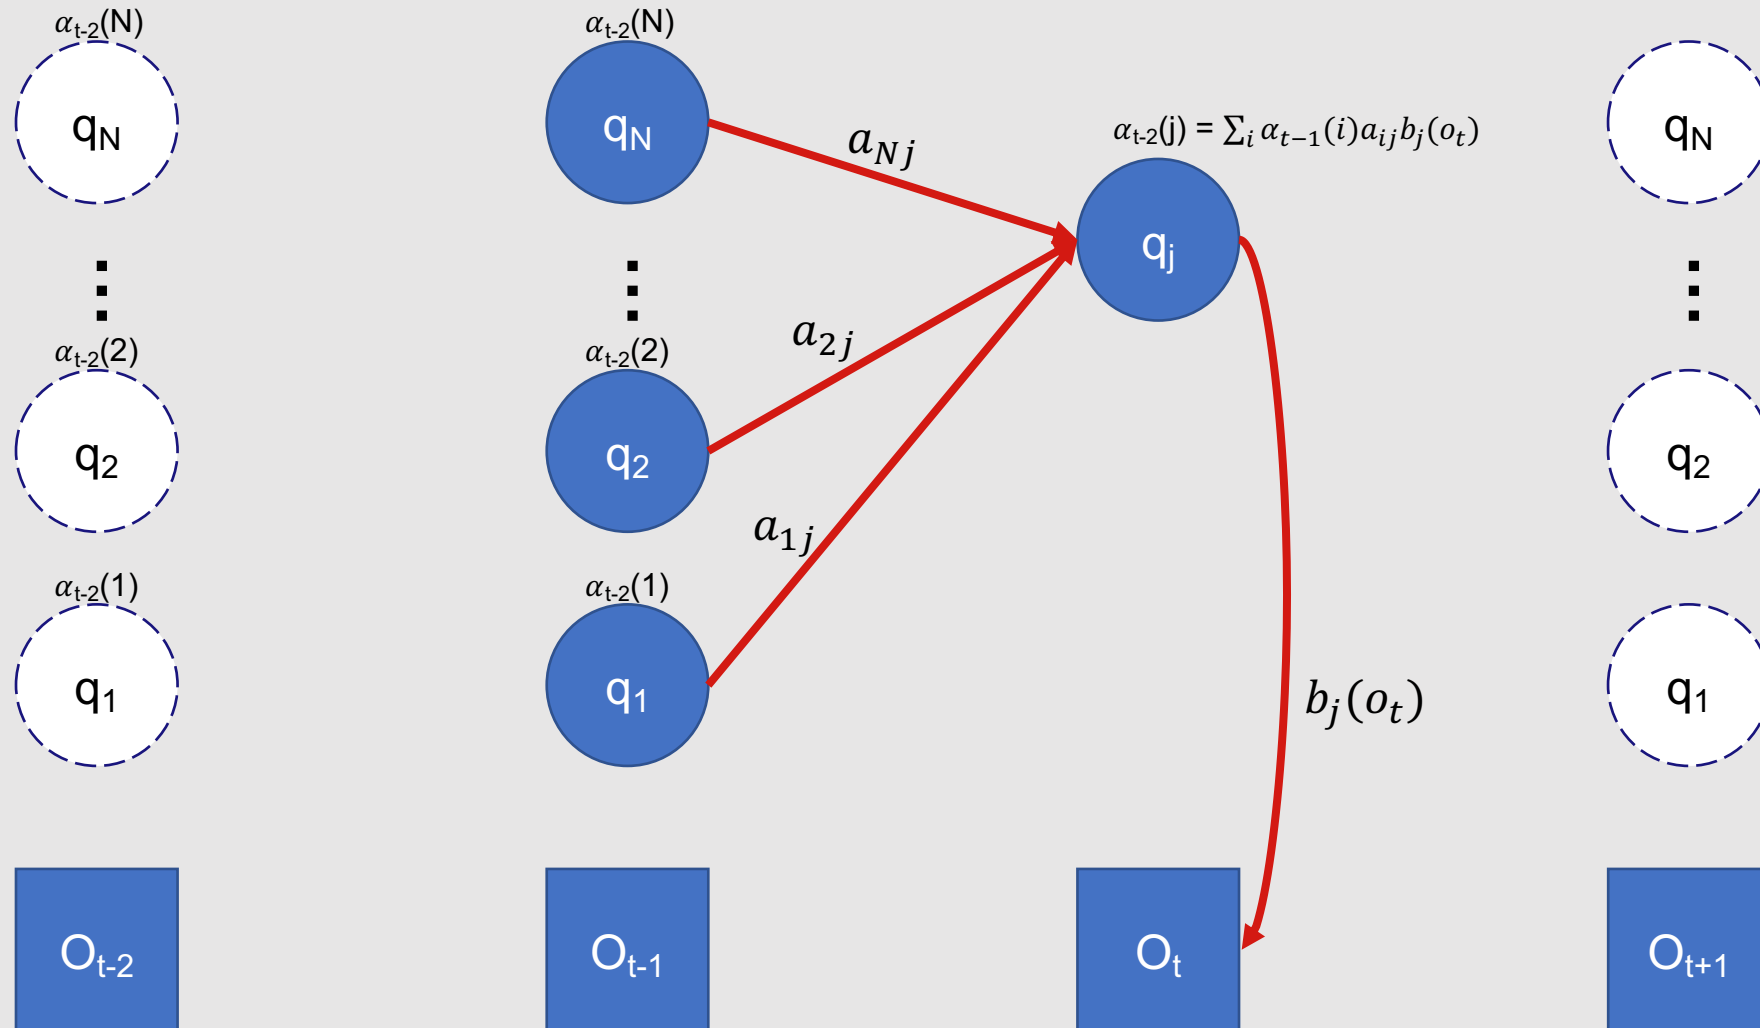 αt-2(N)
αt-2(N)
qN
qN
aNj
αt-2(j) = ∑i αt−1(i)aij bj(ot)
qN
qj
⋮
⋮
⋮
αt-2(2)
αt-2(2)
a2j
q2
q2
q2
a1j
αt-2(1)
αt-2(1)
q1
q1
bj(ot)
q1
Ot-2
Ot-1
Ot
Ot+1